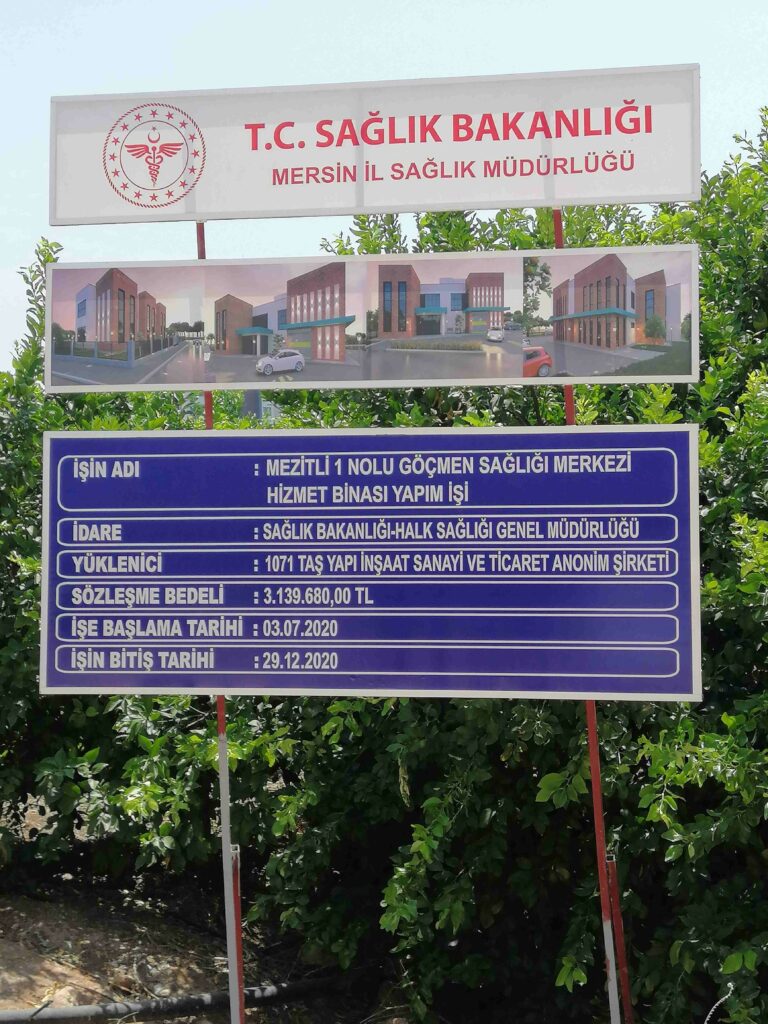 T.C. SAĞLIK BAKANLIĞI
MERSİN İL SAĞLIK MÜDÜRLÜĞÜ
İŞİN ADI : MEZİTLİ 1 NOLU GÖÇMEN SAĞLIĞI MERKEZİ
HİZMET BİNASI YAPIM İŞİ
İDARE : SAĞLIK BAKANLIĞI-HALK SAĞLIĞI GENEL MÜDÜRLÜĞÜ
YÜKLENİCİ : 1071 TAŞ YAPI İNŞAAT SANAYİ VE TİCARET ANONİM ŞİRKETİ
SÖZLEŞME BEDELİ : 3.139.680,00 TL
İŞE BAŞLAMA TARİHİ : 03.07.2020
İŞİN BİTİŞ TARİHİ : 29.12.2020